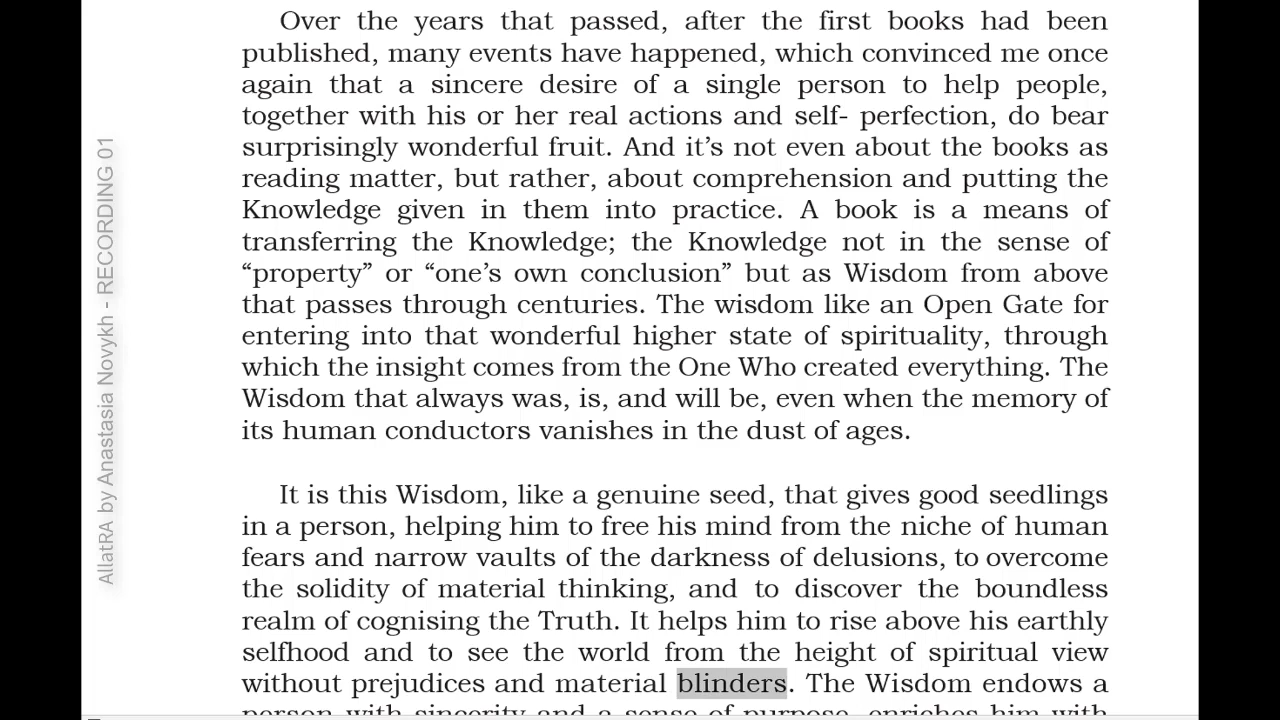 Over the years that passed, after the first books had been
published, many events have happened, which convinced me once
again that a sincere desire of a single person to help people,
together with his or her real actions and self- perfection, do bear
surprisingly wonderful fruit. And it’s not even about the books as
reading matter, but rather, about comprehension and putting the
Knowledge given in them into practice. A book is a means of
transferring the Knowledge; the Knowledge not in the sense of
“property” or “one’s own conclusion” but as Wisdom from above
that passes through centuries. The wisdom like an Open Gate for
entering into that wonderful higher state of spirituality, through
which the insight comes from the One Who created everything. The
Wisdom that always was, is, and will be, even when the memory of
its human conductors vanishes in the dust of ages.
It is this Wisdom, like a genuine seed, that gives good seedlings
in a person, helping him to free his mind from the niche of human
fears and narrow vaults of the darkness of delusions, to overcome
the solidity of material thinking, and to discover the boundless
realm of cognising the Truth. It helps him to rise above his earthly
selfhood and to see the world from the height of spiritual view
without prejudices and material blinders. The Wisdom endows a
person with sincerity and a sense of purpose, enriches him with
AllatRA by Anastasia Novykh - RECORDING 01